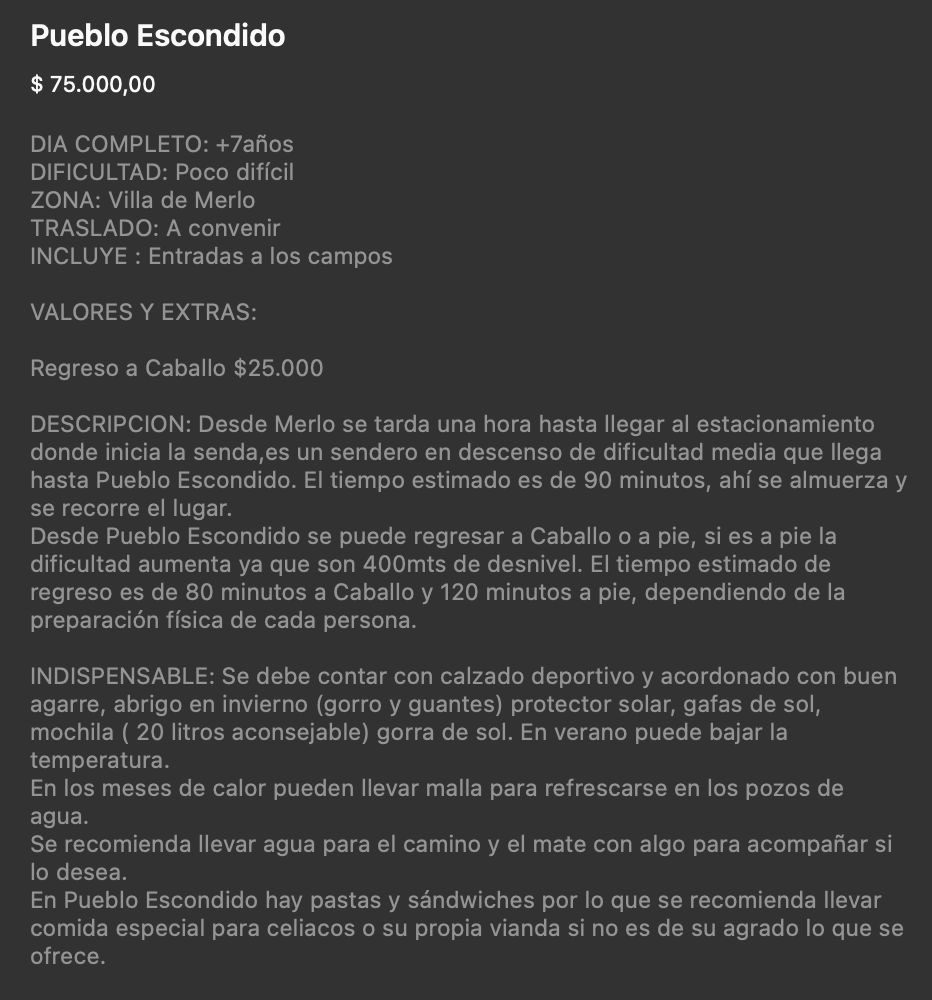 Pueblo Escondido
$ 75.000,00
DIA COMPLETO: +7años
DIFICULTAD: Poco difícil
ZONA: Villa de Merlo
TRASLADO: A convenir
INCLUYE : Entradas a los campos
VALORES Y EXTRAS:
Regreso a Caballo $25.000
DESCRIPCION: Desde Merlo se tarda una hora hasta llegar al estacionamiento
donde inicia la senda,es un sendero en descenso de dificultad media que llega
hasta Pueblo Escondido. El tiempo estimado es de 90 minutos, ahí se almuerza y
se recorre el lugar.
Desde Pueblo Escondido se puede regresar a Caballo o a pie, si es a pie la
dificultad aumenta ya que son 400mts de desnivel. El tiempo estimado de
regreso es de 80 minutos a Caballo y 120 minutos a pie, dependiendo de la
preparación física de cada persona.
INDISPENSABLE: Se debe contar con calzado deportivo y acordonado con buen
agarre, abrigo en invierno (gorro y guantes) protector solar, gafas de sol,
mochila ( 20 litros aconsejable) gorra de sol. En verano puede bajar la
temperatura.
En los meses de calor pueden llevar malla para refrescarse en los pozos de
agua.
Se recomienda llevar agua para el camino y el mate con algo para acompañar si
lo desea.
En Pueblo Escondido hay pastas y sándwiches por lo que se recomienda llevar
comida especial para celiacos o su propia vianda si no es de su agrado lo que se
ofrece.